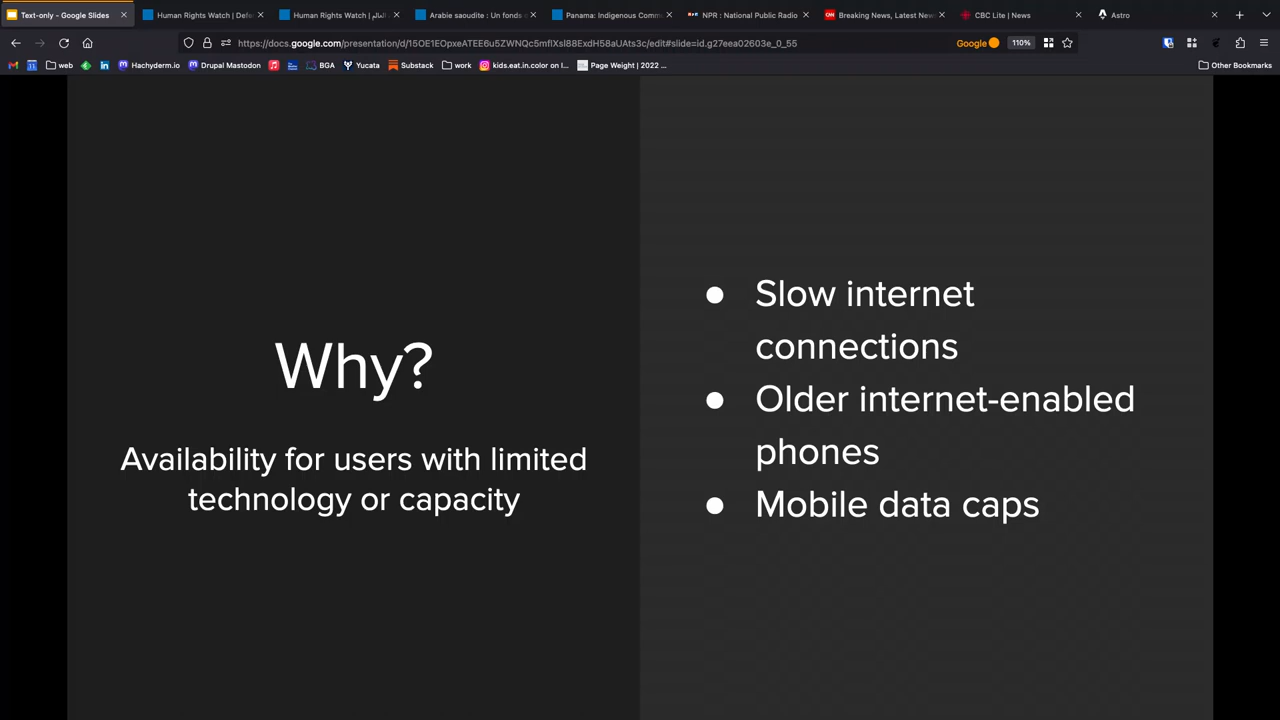 Text-only - Google Slides
Human Rights Watch | Defe
Human Rights Watch | العالم
Arabie saoudite : Un fonds
Panama: Indigenous Comm
NPR : National Public Radio
Breaking News, Latest New
CBC Lite | News
Astro
https://docs.google.com/presentation/d/15OE1EOpxeATEE6u5ZWNQc5mflXsI88ExdH58aUAts3c/edit#slide=id.g27eea02603e_0_55
Google
110%
web
Hachyderm.io
Drupal Mastodon
BGA
Yucata
Substack
work
kids.eat.in.color on I...
Page Weight | 2022 ...
Other Bookmarks
Why?
Availability for users with limited
technology or capacity
● Slow internet
connections
● Older internet-enabled
phones
● Mobile data caps